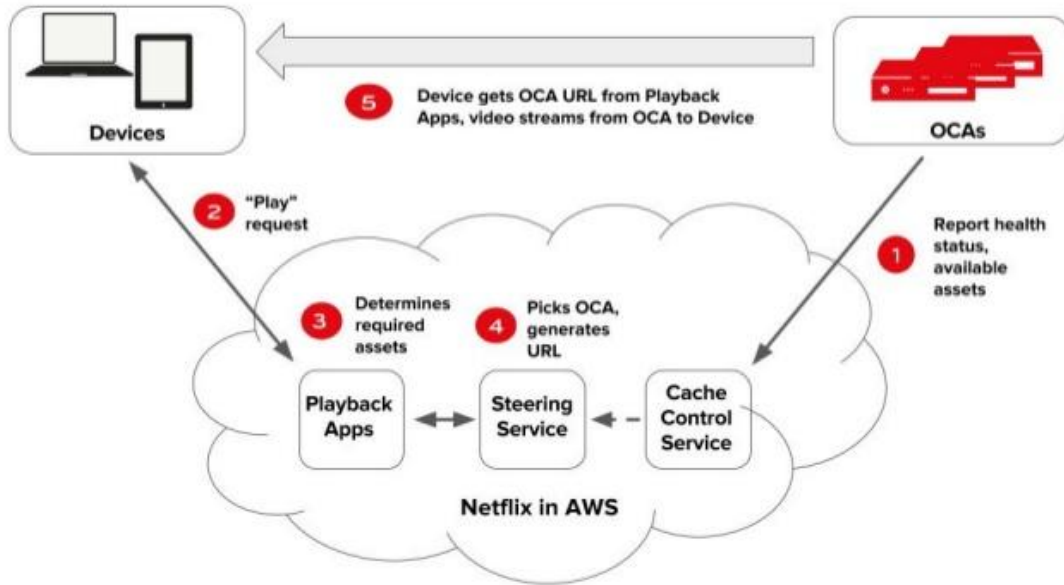 Devices
OCAs
5
Device gets OCA URL from Playback
Apps, video streams from OCA to Device
2
“Play”
request
1
Report health
status,
available
assets
3
Determines
required
assets
4
Picks OCA,
generates
URL
Playback
Apps
Steering
Service
Cache
Control
Service
Netflix in AWS